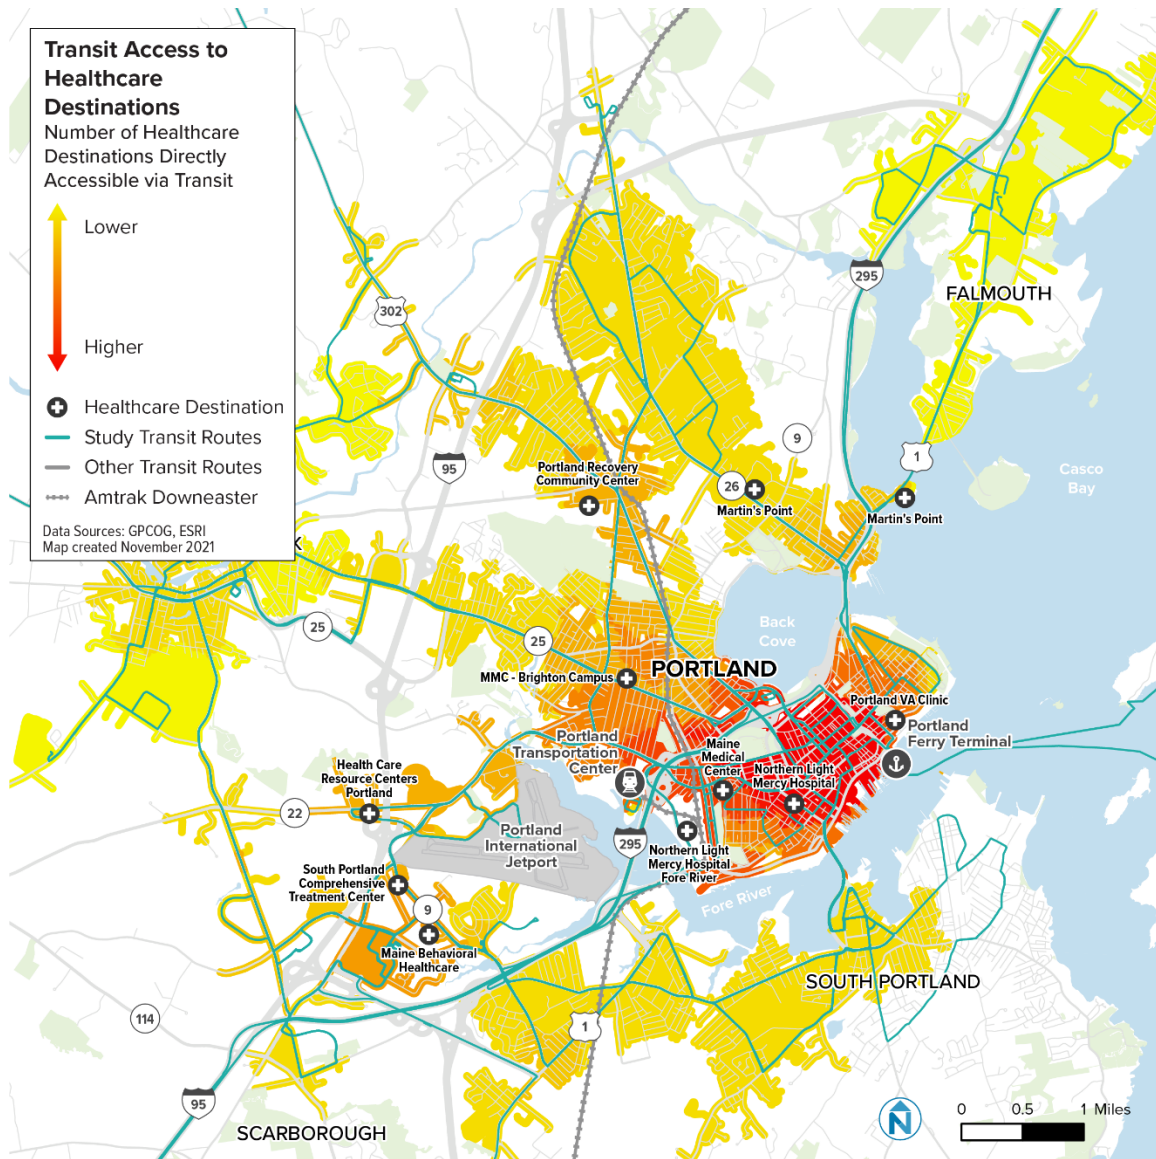 Transit Access to
Healthcare
Destinations
Number of Healthcare
Destinations Directly
Accessible via Transit
Lower
Higher
Healthcare Destination
Study Transit Routes
Other Transit Routes
Amtrak Downeaster
Data Sources: GPCOG, ESRI
Map created November 2021
K
302
295
FALMOUTH
9
1
95
Portland Recovery
Community Center
26
Martin's Point
Martin's Point
Casco
Bay
25
25
Back
Cove
MMC - Brighton Campus
PORTLAND
Portland VA Clinic
Portland
Ferry Terminal
Portland
Transportation
Center
Maine
Medical
Center
Northern Light
Mercy Hospital
Health Care
Resource Centers
Portland
22
Portland
International
Jetport
295
Northern Light
Mercy Hospital
Fore River
Fore River
South Portland
Comprehensive
Treatment Center
9
Maine Behavioral
Healthcare
SOUTH PORTLAND
114
1
95
SCARBOROUGH
N
0 0.5 1 Miles